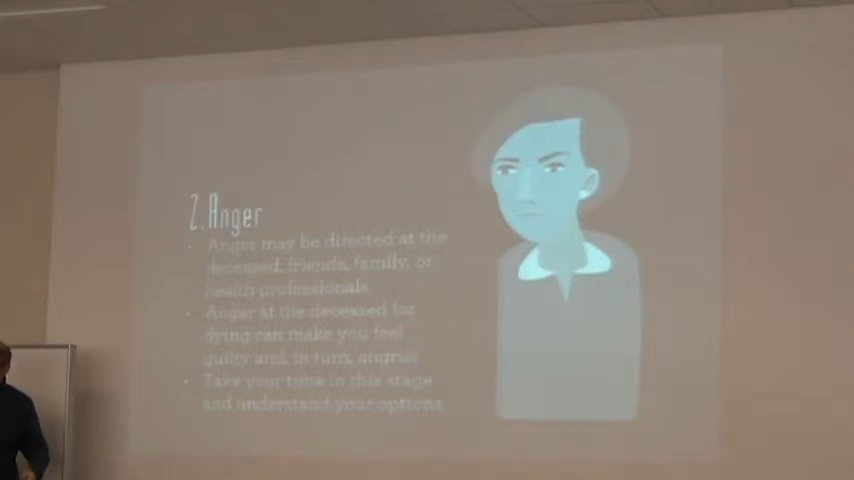 2. Anger
• Anger may be directed at the
deceased, friends, family, or
health professionals
• Anger at the deceased for
dying can make you feel
guilty and, in turn, angrier
• Take your time in this stage
and understand your options